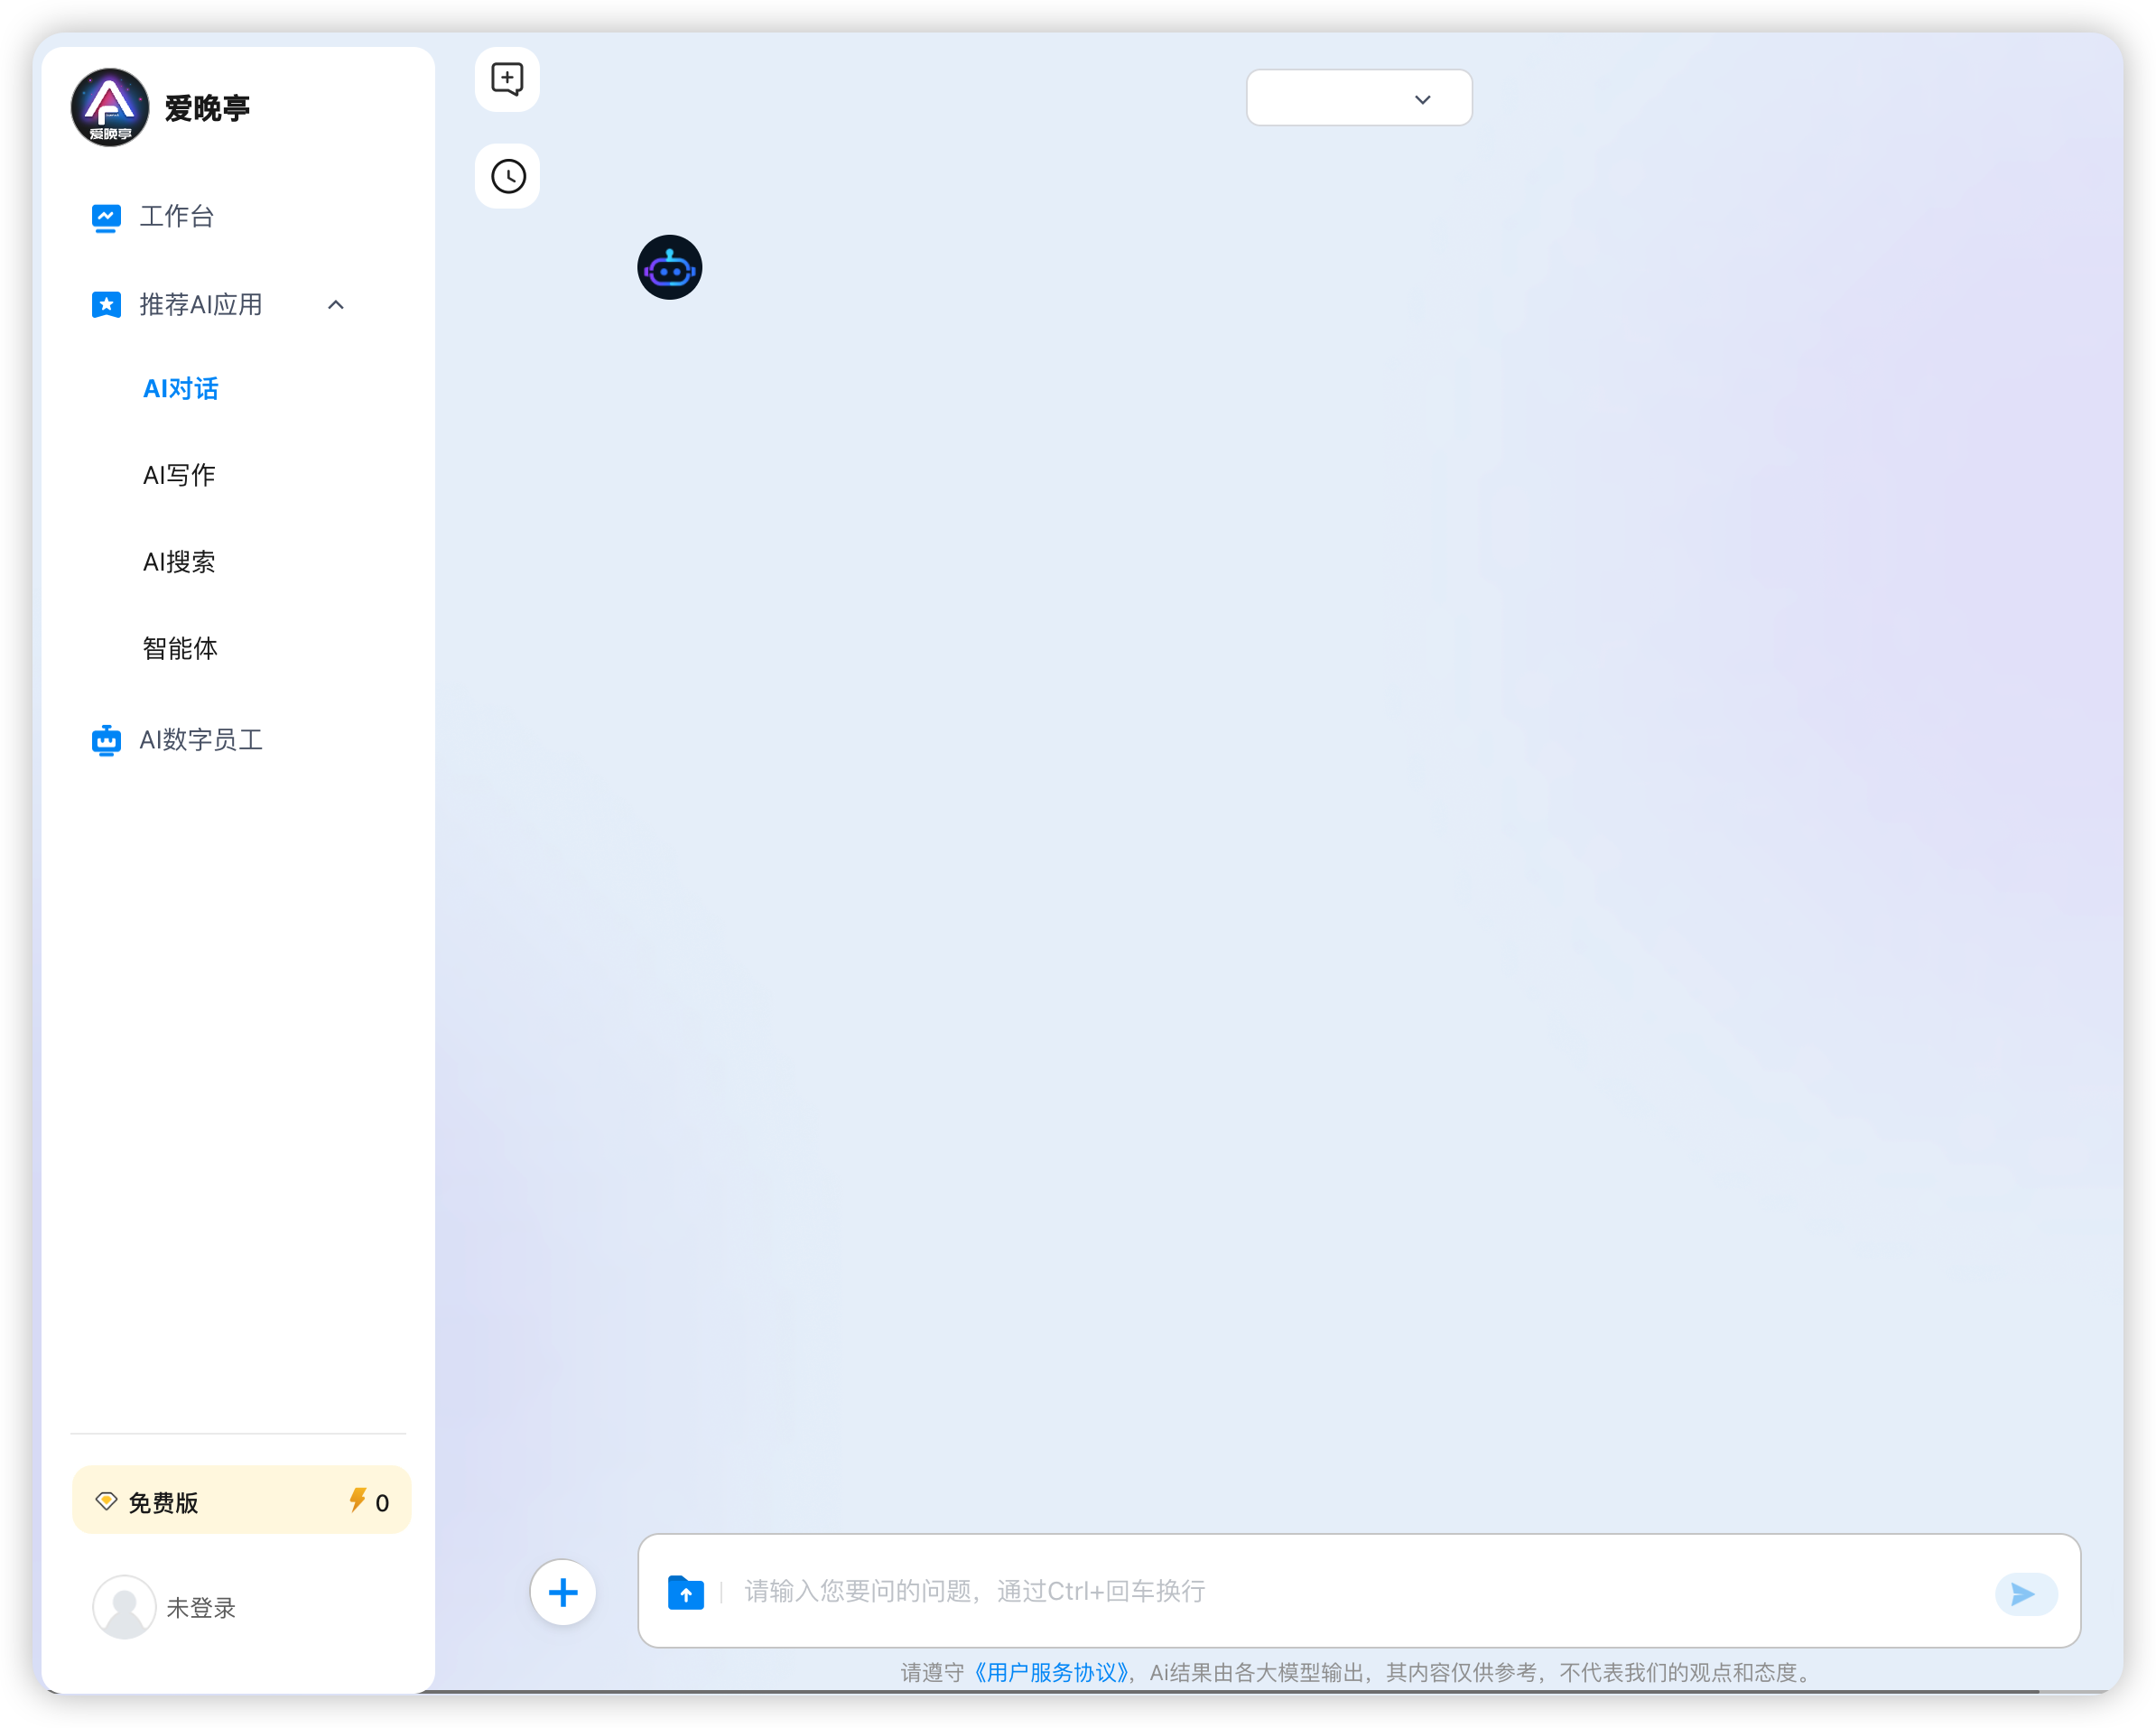 爱晚亭
爱晚亭
工作台
推荐AI应用
AI对话
AI写作
AI搜索
智能体
AI数字员工
免费版 0
未登录
请输入您要问的问题，通过Ctrl+回车换行
请遵守《用户服务协议》，Ai结果由各大模型输出，其内容仅供参考，不代表我们的观点和态度。